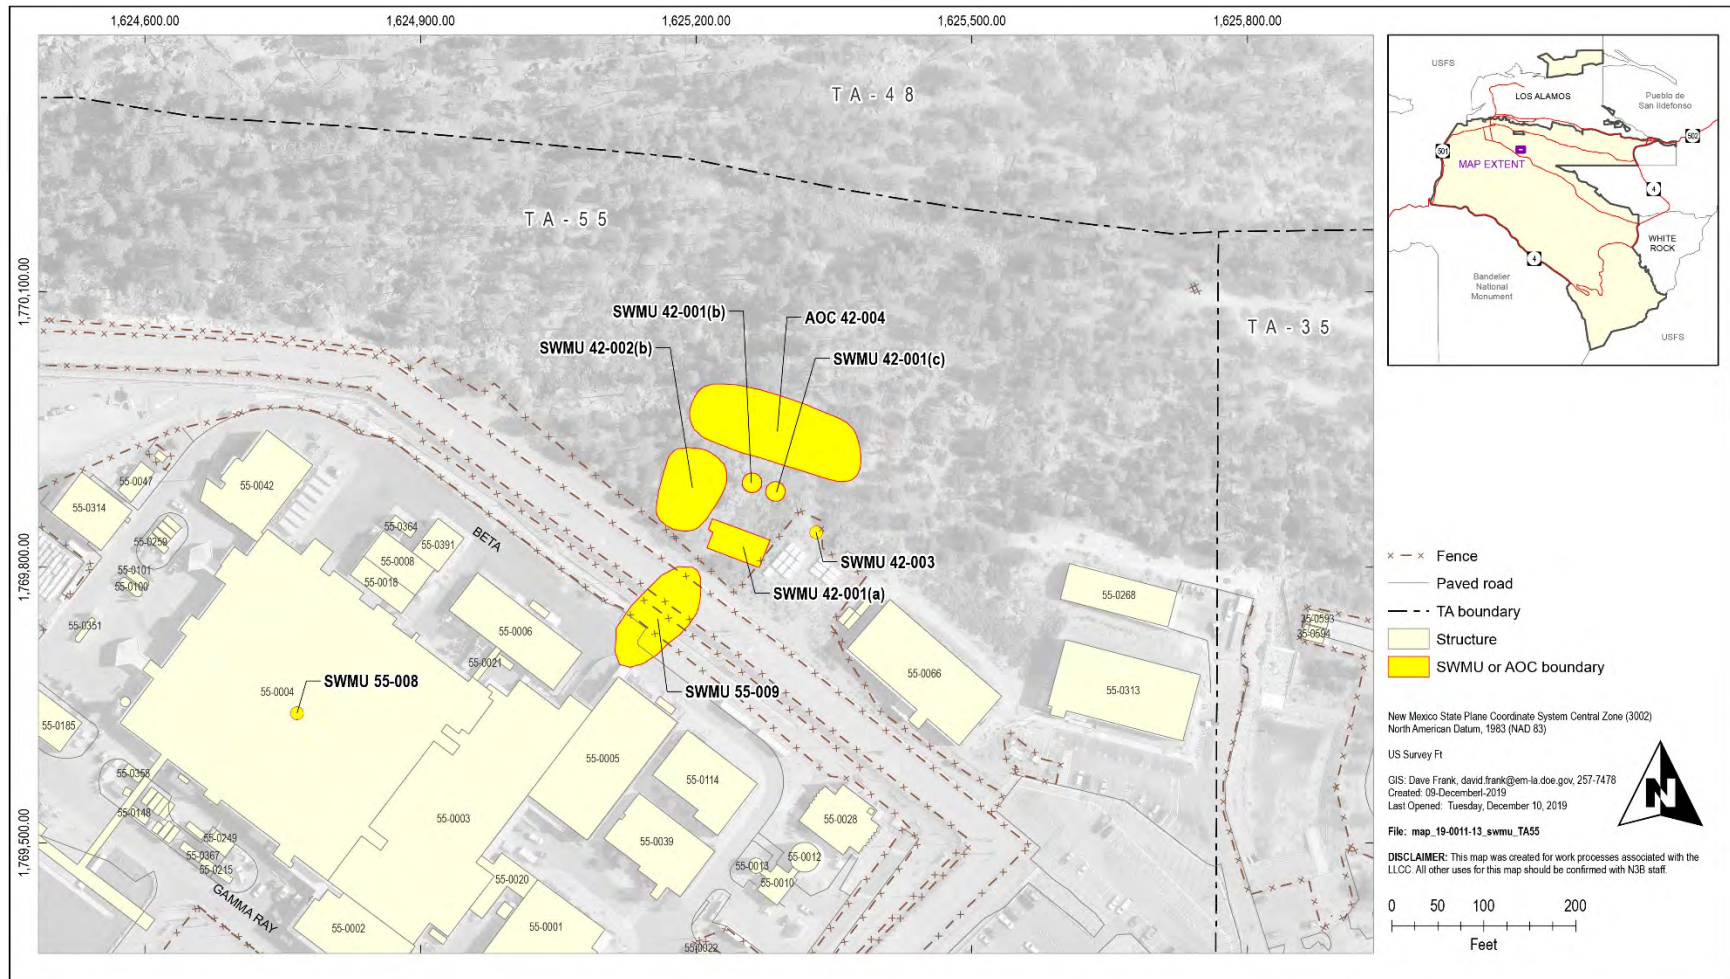 1,624,600.00
1,624,900.00
1,625,200.00
1,625,500.00
1,625,800.00
1,770,100.00
1,769,800.00
1,769,500.00
TA-48
TA-55
TA-35
SWMU 42-001(b)
AOC 42-004
SWMU 42-002(b)
SWMU 42-001(c)
SWMU 42-003
SWMU 42-001(a)
SWMU 55-009
SWMU 55-008
BETA
GAMMA RAY
55-0047
55-0314
55-0042
55-0259
55-0101
55-0100
55-0351
55-0364
55-0391
55-0008
55-0018
55-0006
55-0021
55-0004
55-0185
55-0358
55-0148
55-0249
55-0367
55-0215
55-0003
55-0005
55-0114
55-0039
55-0028
55-0012
55-0013
55-0010
55-0020
55-0002
55-0001
55-0022
55-0066
55-0268
55-0313
35-0593
35-0594
USFS
LOS ALAMOS
Pueblo de
San Ildefonso
502
501
MAP EXTENT
4
WHITE
ROCK
4
Bandelier
National
Monument
USFS
Fence
Paved road
TA boundary
Structure
SWMU or AOC boundary
New Mexico State Plane Coordinate System Central Zone (3002)
North American Datum, 1983 (NAD 83)
US Survey Ft
GIS: Dave Frank, david.frank@em-la.doe.gov, 257-7478
Created: 09-Decemberl-2019
Last Opened: Tuesday, December 10, 2019
File: map_19-0011-13_swmu_TA55
N
DISCLAIMER: This map was created for work processes associated with the
LLCC. All other uses for this map should be confirmed with N3B staff.
0 50 100 200
Feet